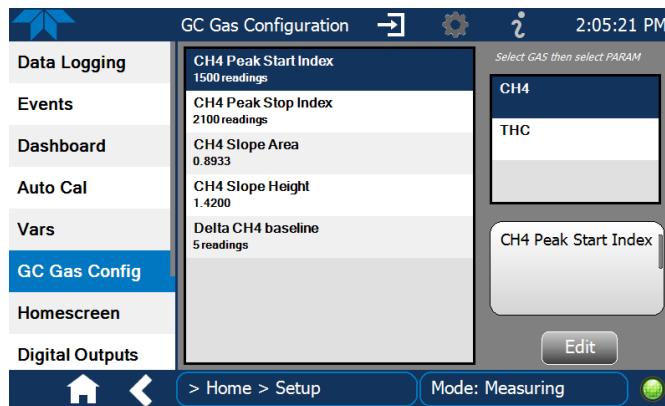 GC Gas Configuration
2:05:21 PM
Data Logging
Events
Dashboard
Auto Cal
Vars
GC Gas Config
Homescreen
Digital Outputs
CH4 Peak Start Index
1500 readings
CH4 Peak Stop Index
2100 readings
CH4 Slope Area
0.8933
CH4 Slope Height
1.4200
Delta CH4 baseline
5 readings
Select GAS then select PARAM
CH4
THC
CH4 Peak Start Index
Edit
> Home > Setup
Mode: Measuring